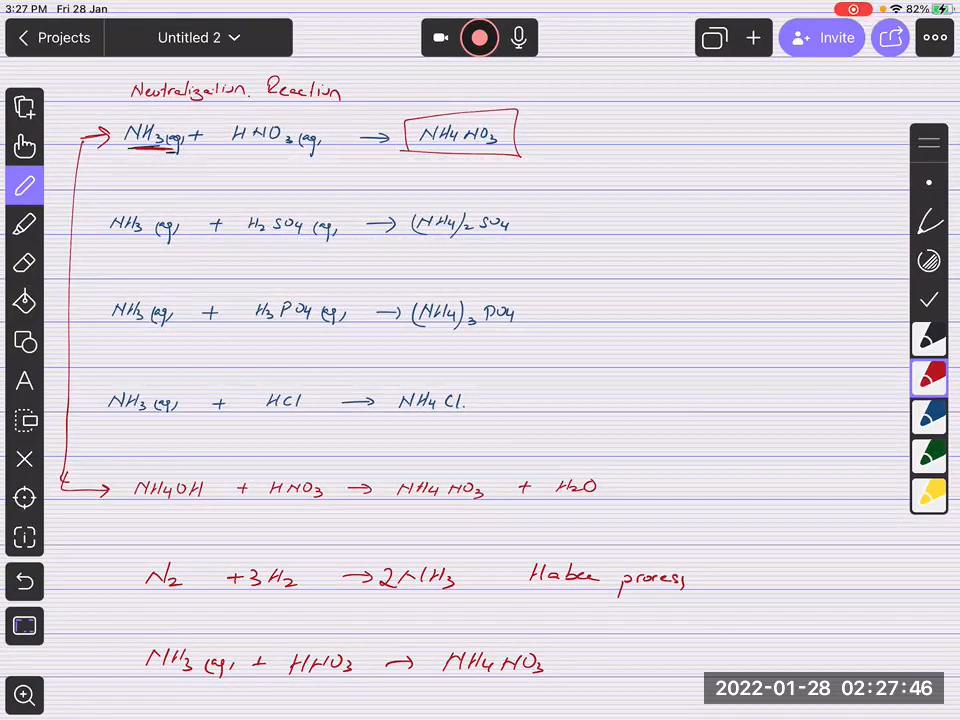 3:27 PM Fri 28 Jan 82%
Projects Untitled 2 Invite
Neutralization Reaction
NH3(aq) + HNO3(aq) → NH4NO3
NH3 (aq) + H2SO4 (aq) → (NH4)2SO4
NH3 (aq) + H3PO4 (aq) → (NH4)3PO4
NH3 (aq) + HCl → NH4Cl.
A
NH4OH + HNO3 → NH4NO3 + H2O
N2 + 3H2 → 2NH3 Haber process
NH3 (aq) + HNO3 → NH4NO3
2022-01-28 02:27:46